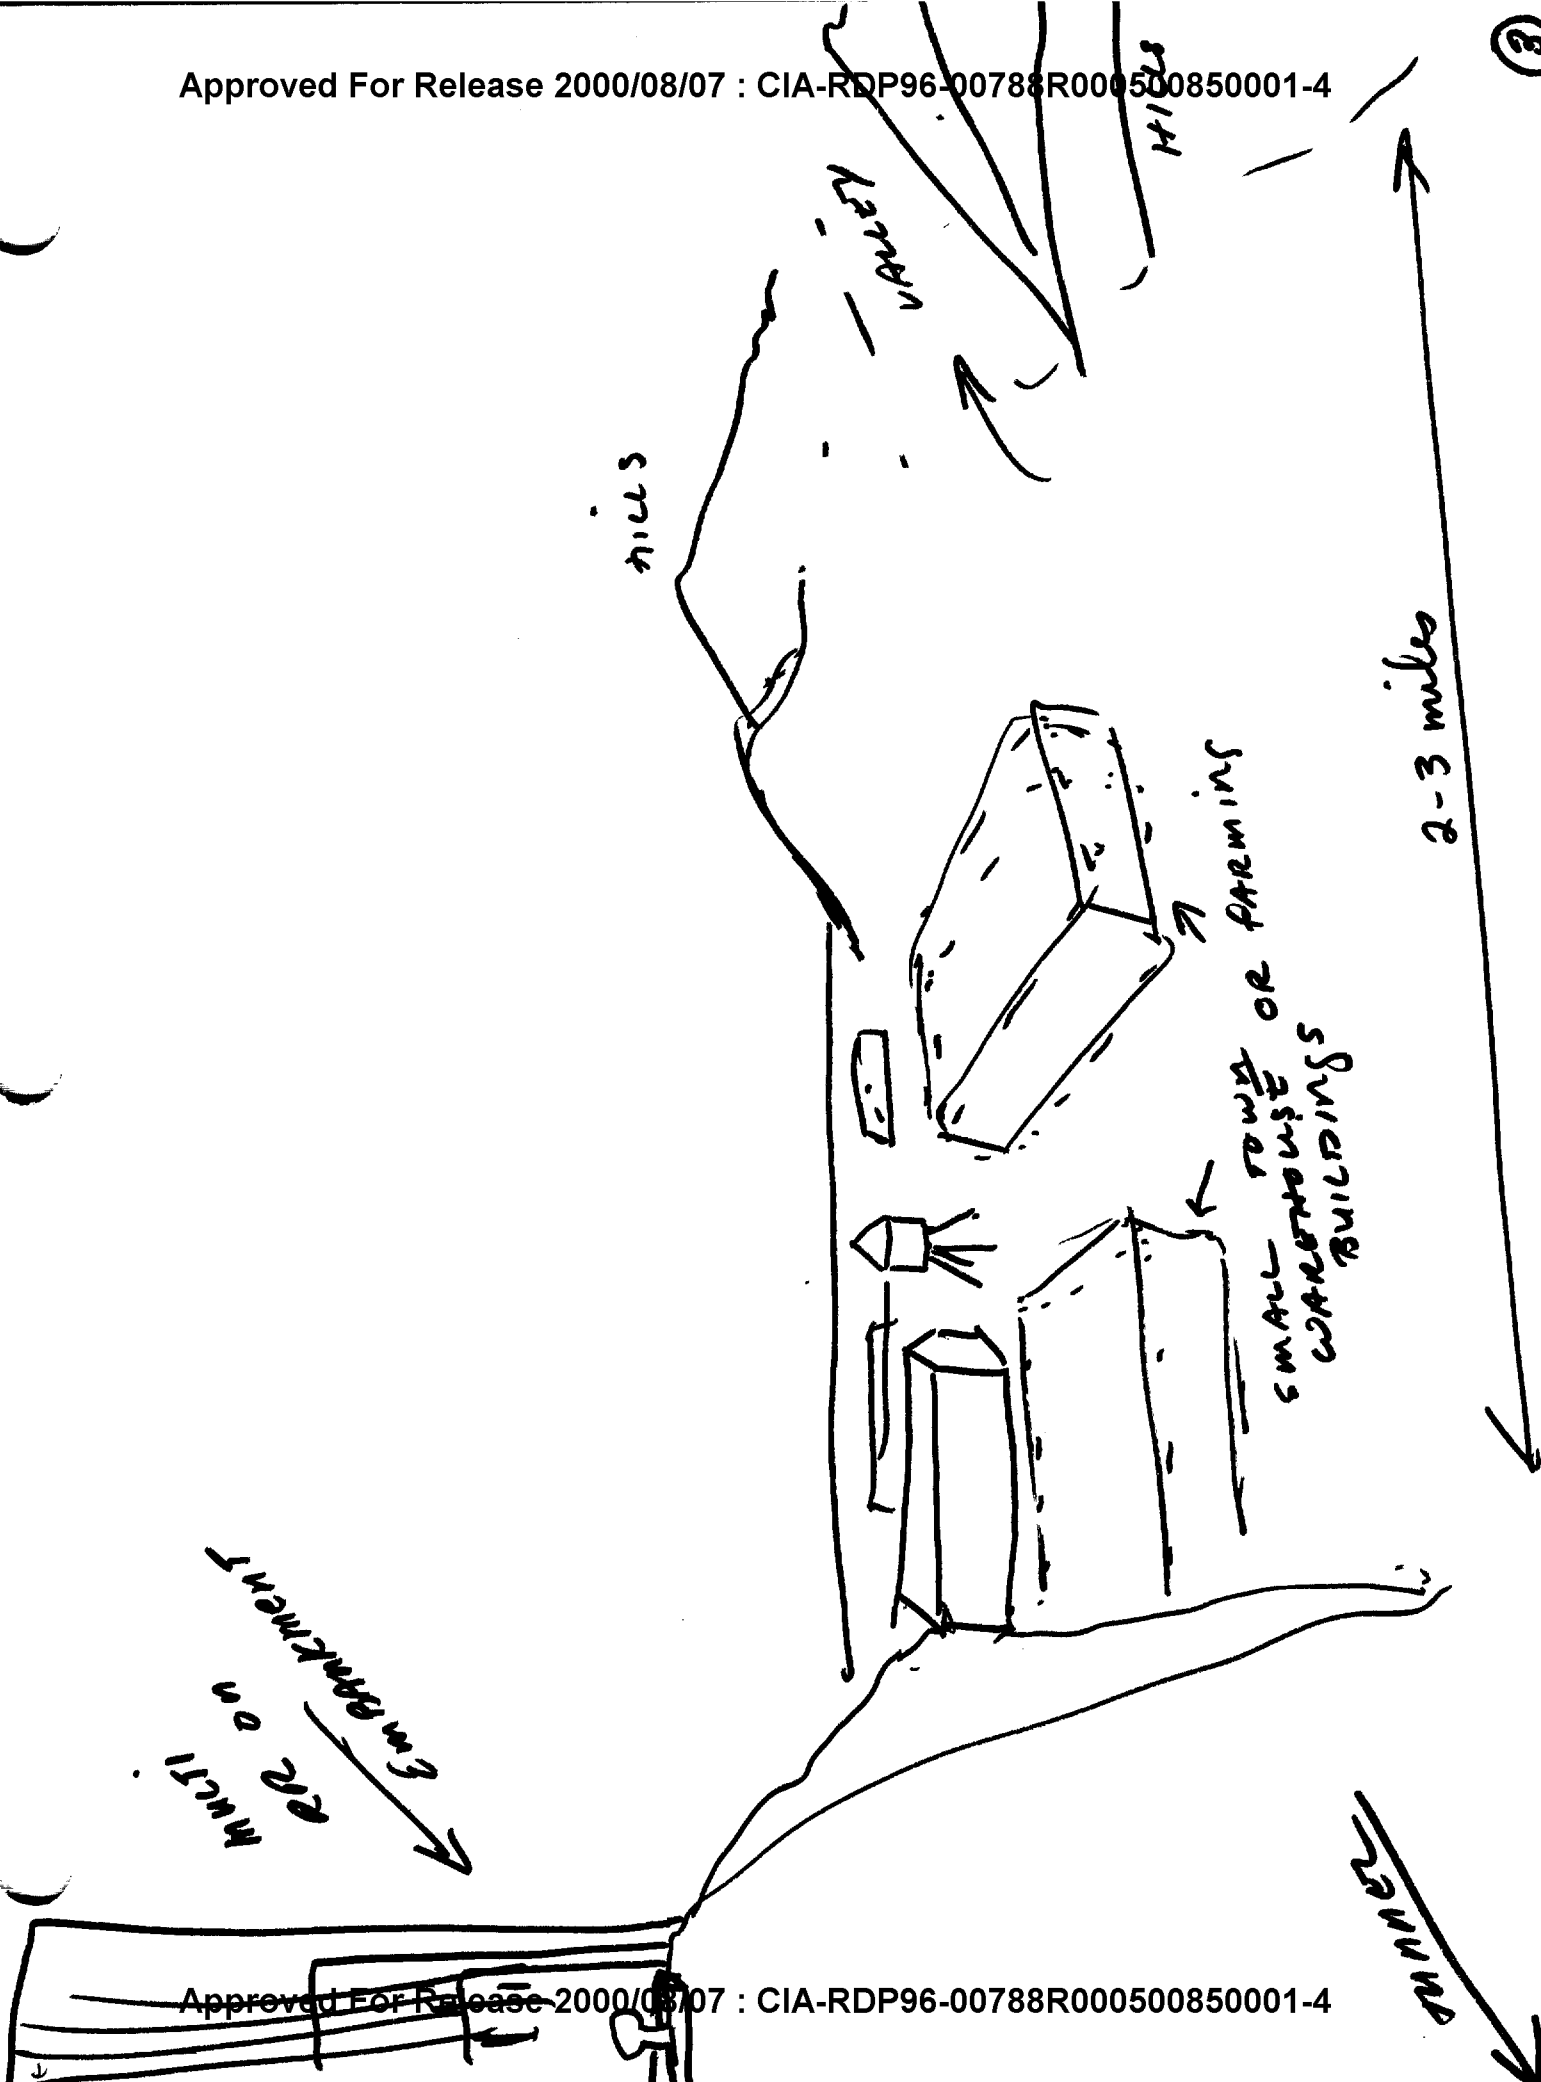 Approved For Release 2000/08/07 : CIA-RDP96-00788R000500850001-4
3
HILLS
VALLEY
HILLS
2-3 miles
SMALL TOWN OR FARMING
WAREHOUSE
BUILDINGS
MULTI
RR ON
EMBANKMENT
Approved For Release 2000/08/07 : CIA-RDP96-00788R000500850001-4